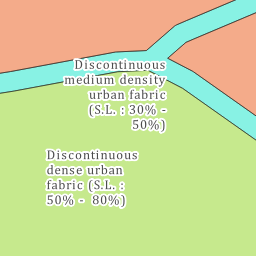 Discontinuous
medium density
urban fabric
(S.L. : 30% -
50%)
Discontinuous
dense urban
fabric (S.L. :
50% -  80%)